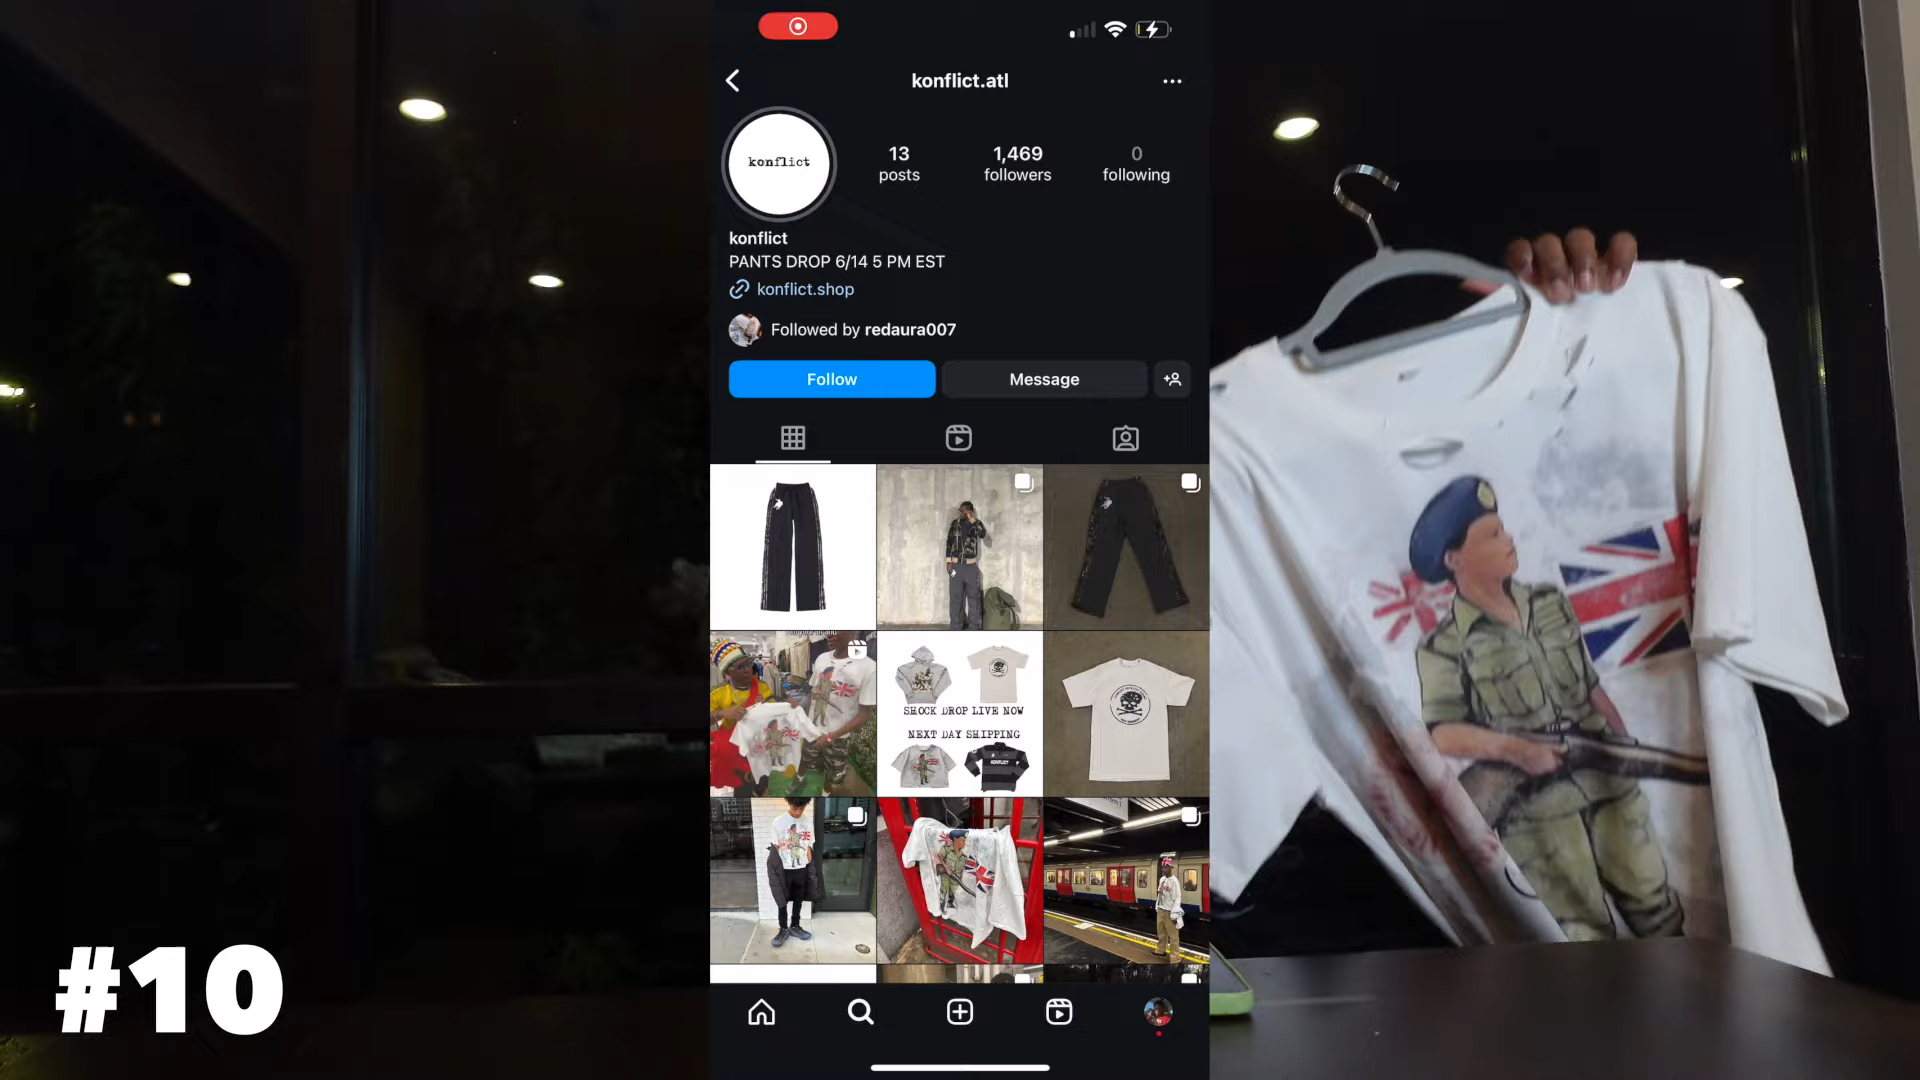 konflict.atl
konflict
13
posts
1,469
followers
0
following
konflict
PANTS DROP 6/14 5 PM EST
konflict.shop
Followed by redaura007
Follow
Message
SHOCK DROP LIVE NOW
NEXT DAY SHIPPING
KONFLICT
#10